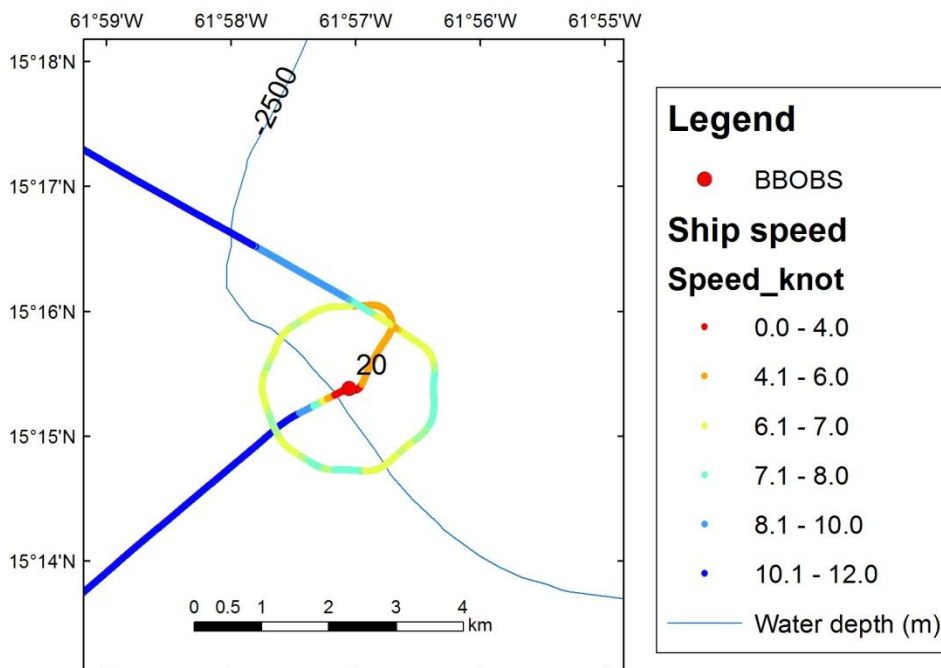 61°59'W 61°58'W 61°57'W 61°56'W 61°55'W
15°18'N
15°17'N
15°16'N
15°15'N
15°14'N
-2500
20
0 0.5 1 2 3 4
km
Legend
BBOBS
Ship speed
Speed_knot
0.0 - 4.0
4.1 - 6.0
6.1 - 7.0
7.1 - 8.0
8.1 - 10.0
10.1 - 12.0
Water depth (m)